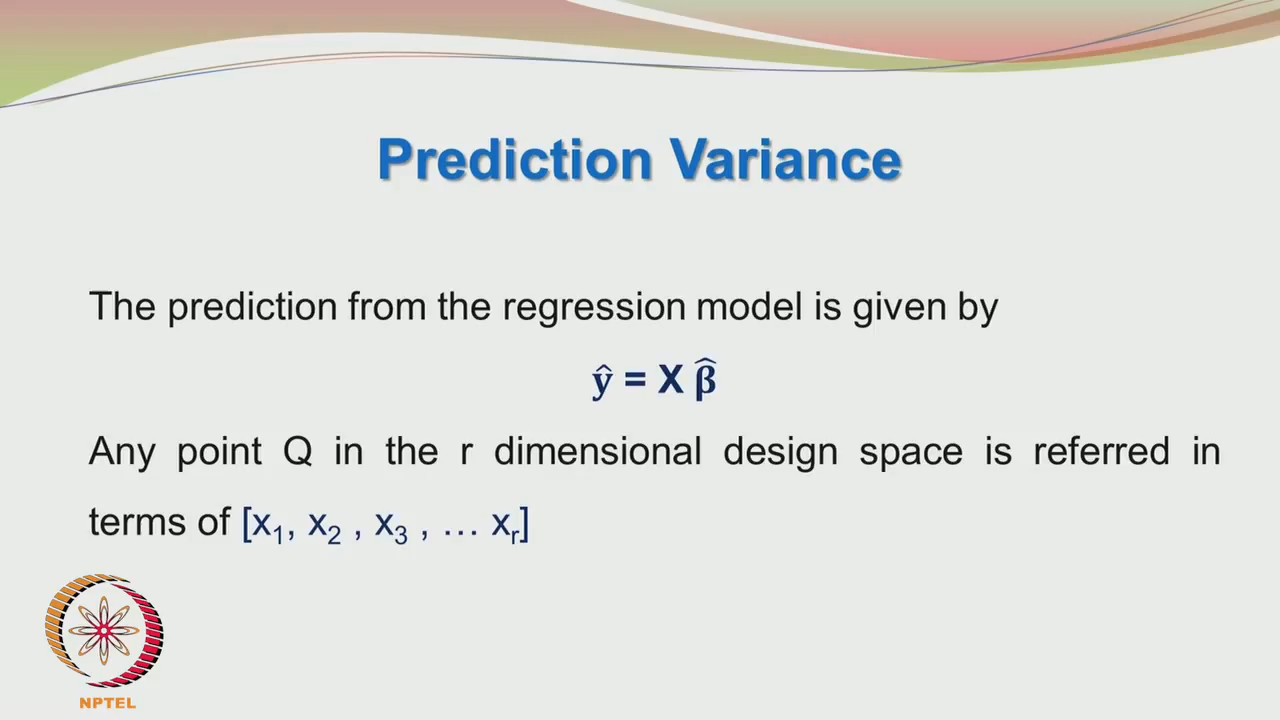 Prediction Variance
The prediction from the regression model is given by
ŷ = X β̂
Any point Q in the r dimensional design space is referred in
terms of [x₁, x₂ , x₃ , … xᵣ]
NPTEL